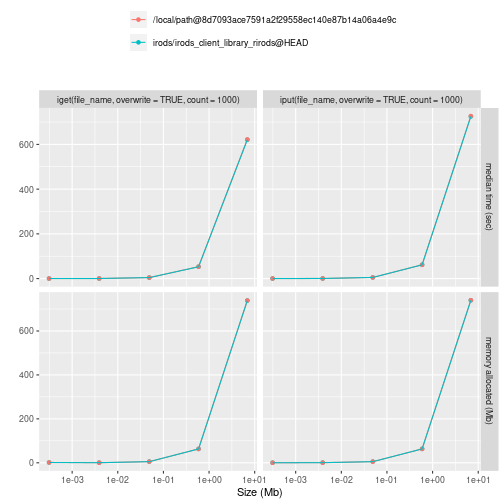 /local/path@8d7093ace7591a2f29558ec140e87b14a06a4e9c
irods/irods_client_library_rirods@HEAD
iget(file_name, overwrite = TRUE, count = 1000)
iput(file_name, overwrite = TRUE, count = 1000)
600
400
200
0
median time (sec)
600
400
200
0
memory allocated (Mb)
1e-03 1e-02 1e-01 1e+00 1e+01
1e-03 1e-02 1e-01 1e+00 1e+01
Size (Mb)